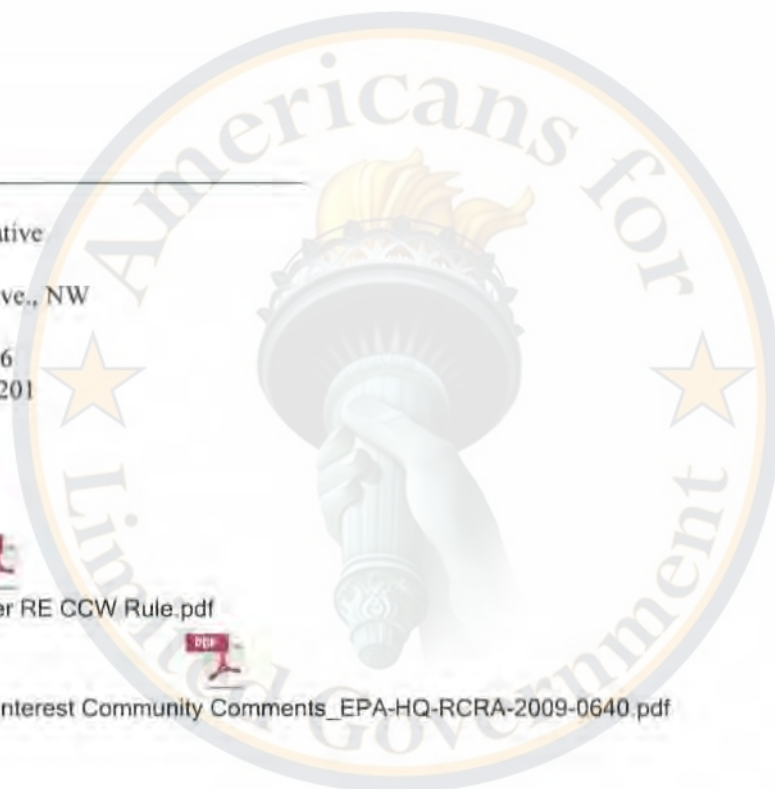 Americans for
Limited Government
ative
ve., NW
6
201
er RE CCW Rule.pdf
PDF
nterest Community Comments_EPA-HQ-RCRA-2009-0640.pdf